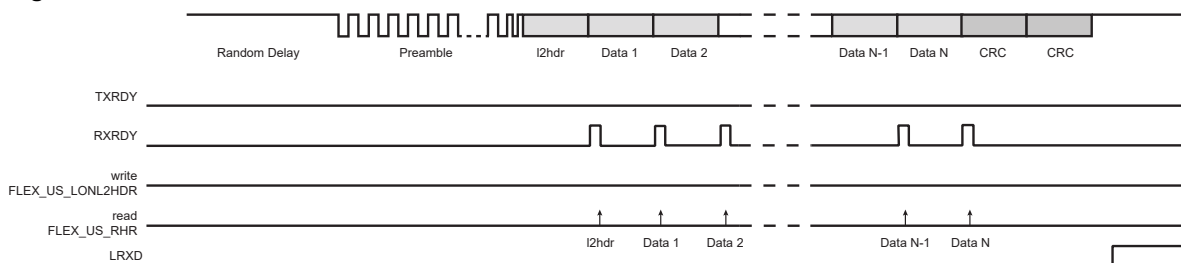 Random Delay Preamble l2hdr Data 1 Data 2 Data N-1 Data N CRC CRC
TXRDY
RXRDY
write
FLEX_US_LONL2HDR
read
FLEX_US_RHR
l2hdr Data 1 Data 2 Data N-1 Data N
LRXD